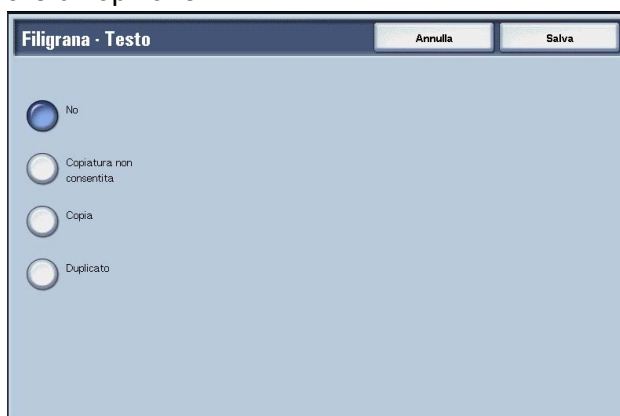 Filigrana · Testo
Annulla
Salva
No
Copiatura non
consentita
Copia
Duplicato